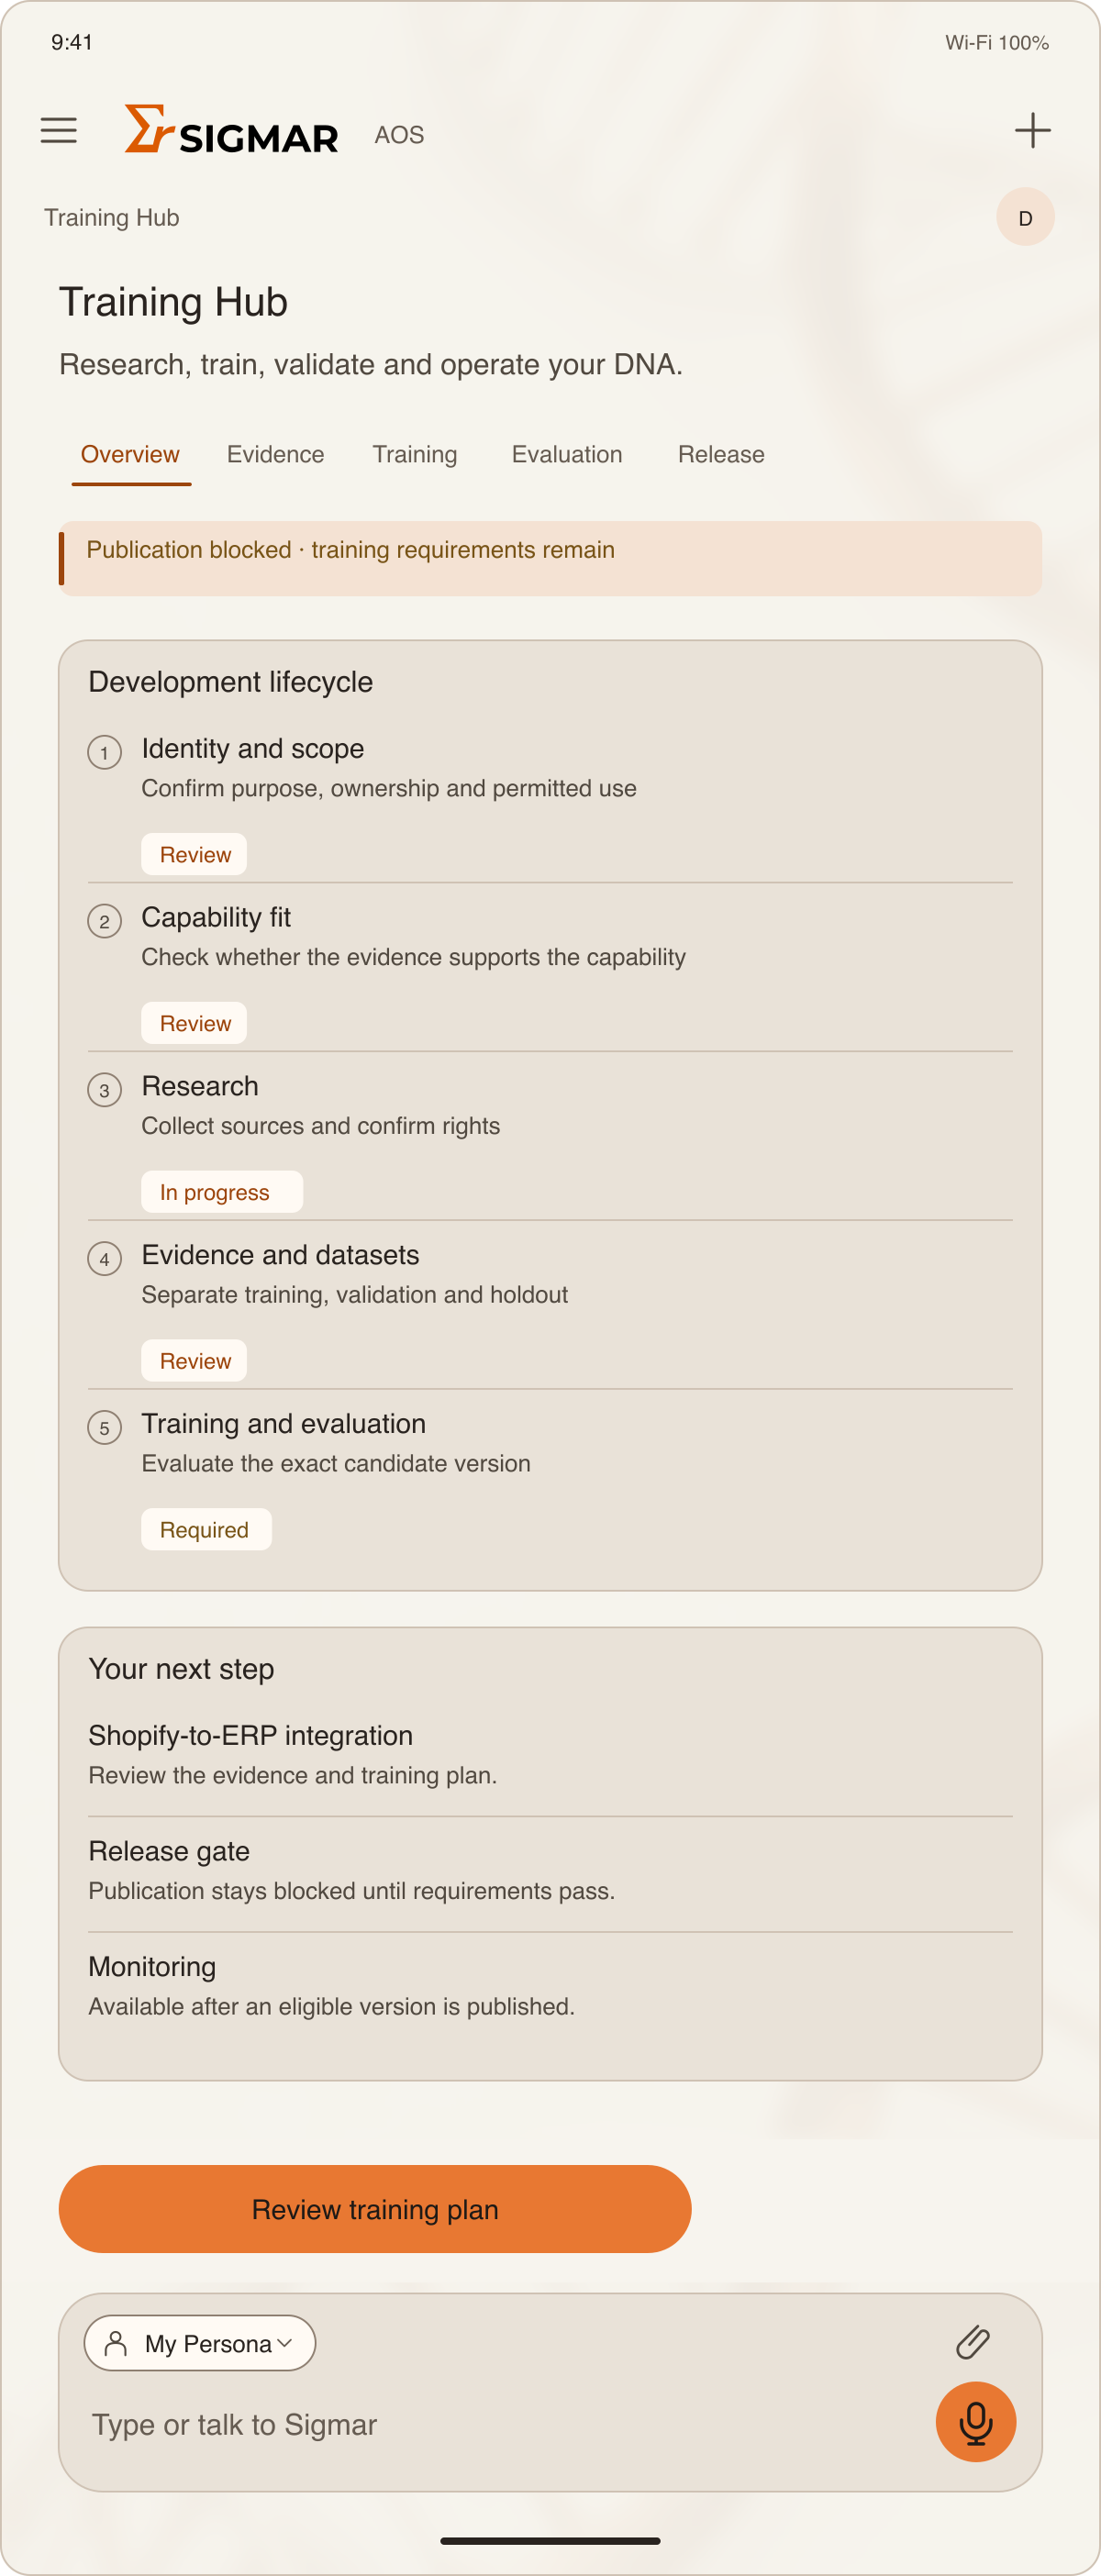 9:41
Wi-Fi 100%
Σr SIGMAR AOS
Training Hub
D
Training Hub
Research, train, validate and operate your DNA.
Overview Evidence Training Evaluation Release
Publication blocked · training requirements remain
Development lifecycle
1 Identity and scope
Confirm purpose, ownership and permitted use
Review
2 Capability fit
Check whether the evidence supports the capability
Review
3 Research
Collect sources and confirm rights
In progress
4 Evidence and datasets
Separate training, validation and holdout
Review
5 Training and evaluation
Evaluate the exact candidate version
Required
Your next step
Shopify-to-ERP integration
Review the evidence and training plan.
Release gate
Publication stays blocked until requirements pass.
Monitoring
Available after an eligible version is published.
Review training plan
My Persona
Type or talk to Sigmar